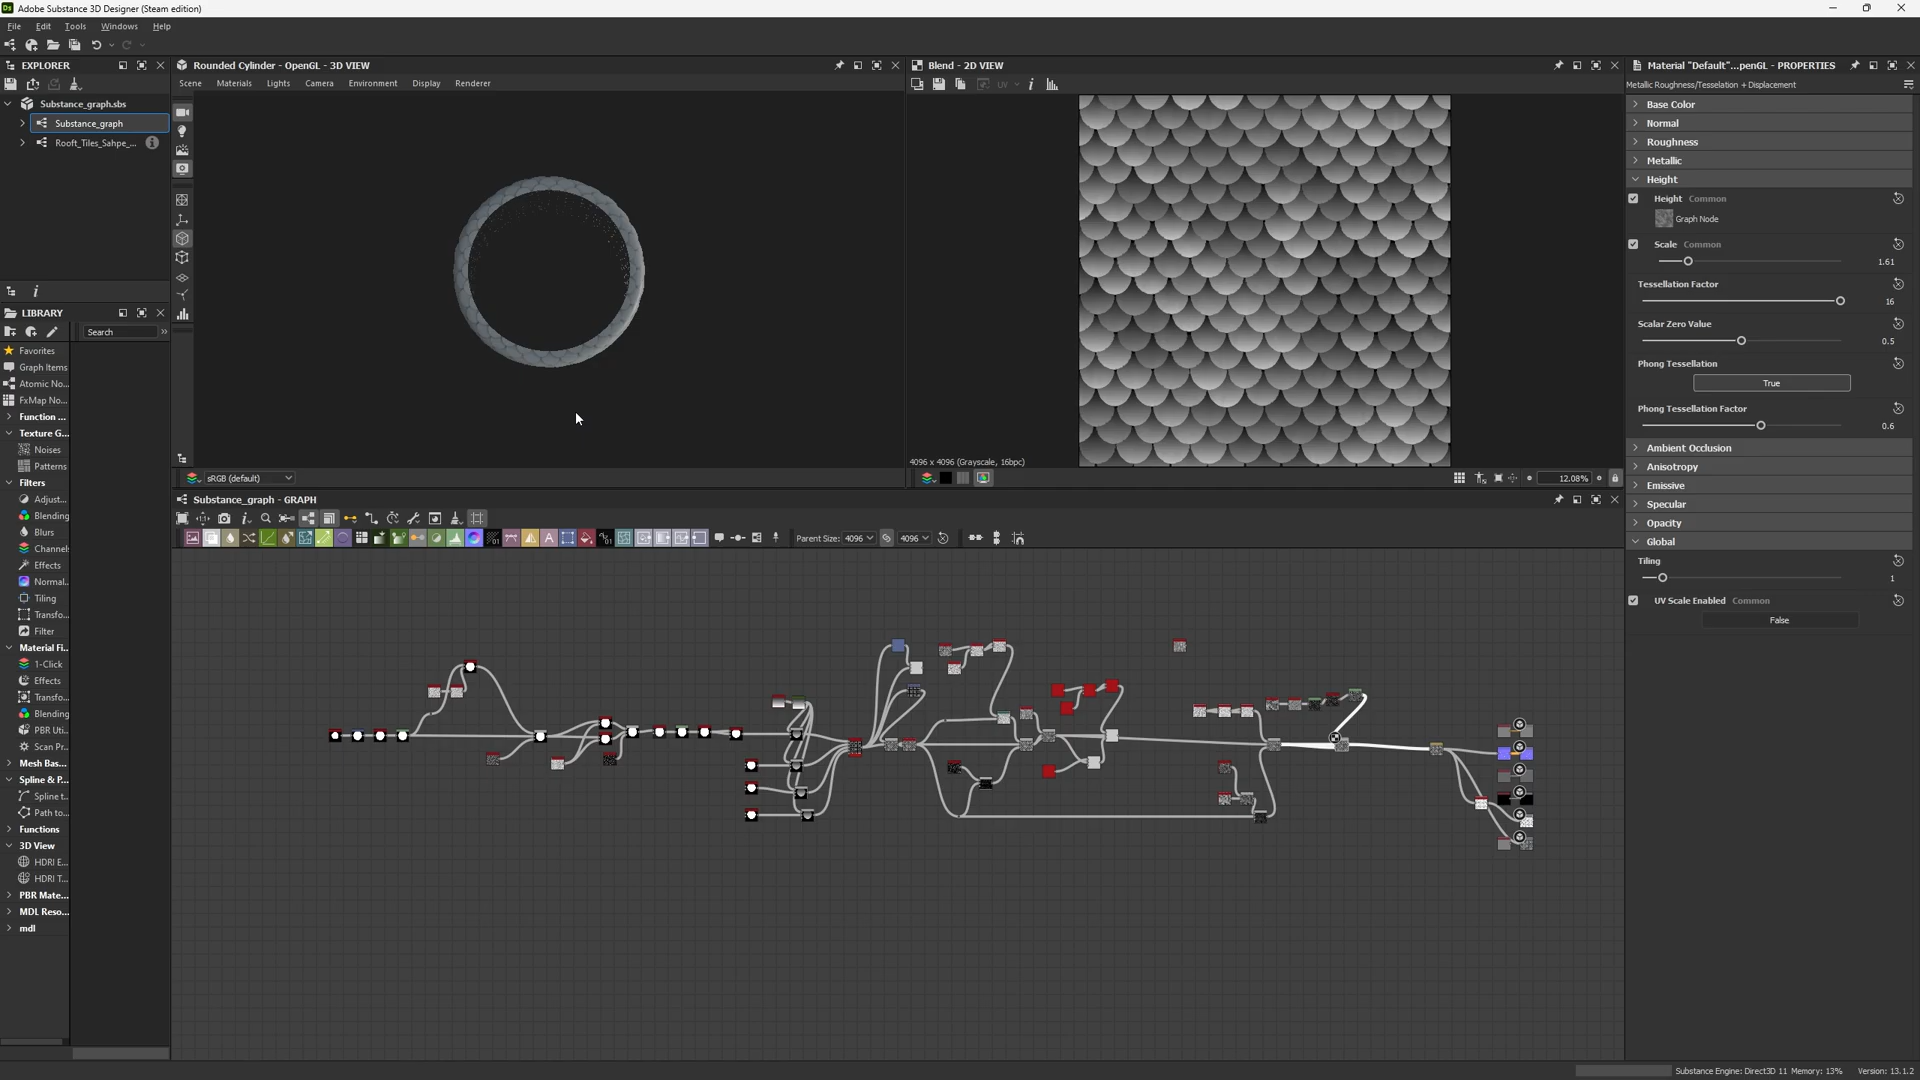 Adobe Substance 3D Designer (Steam edition)
File Edit Tools Windows Help
EXPLORER
Substance_graph.sbs
Substance_graph
Rooft_Tiles_Sahpe_...
LIBRARY
Search
Favorites
Graph Items
Atomic No...
FxMap No...
Function ...
Texture G...
Noises
Patterns
Filters
Adjust...
Blending
Blurs
Channels
Effects
Normal...
Tiling
Transfo...
Filter
Material Fi...
1-Click
Effects
Transfo...
Blending
PBR Uti...
Scan Pr...
Mesh Bas...
Spline & P...
Spline t...
Path to...
Functions
3D View
HDRI E...
HDRI T...
PBR Mate...
MDL Reso...
mdl
Rounded Cylinder - OpenGL - 3D VIEW
Scene Materials Lights Camera Environment Display Renderer
sRGB (default)
Blend - 2D VIEW
UV
4096 x 4096 (Grayscale, 16bpc)
12.08%
Substance_graph - GRAPH
Parent Size: 4096 4096
Material "Default"...penGL - PROPERTIES
Metallic Roughness/Tesselation + Displacement
Base Color
Normal
Roughness
Metallic
Height
Height Common
Graph Node
Scale Common
1.61
Tessellation Factor
16
Scalar Zero Value
0.5
Phong Tessellation
True
Phong Tessellation Factor
0.6
Ambient Occlusion
Anisotropy
Emissive
Specular
Opacity
Global
Tiling
1
UV Scale Enabled Common
False
Substance Engine: Direct3D 11 Memory: 13% Version: 13.1.2